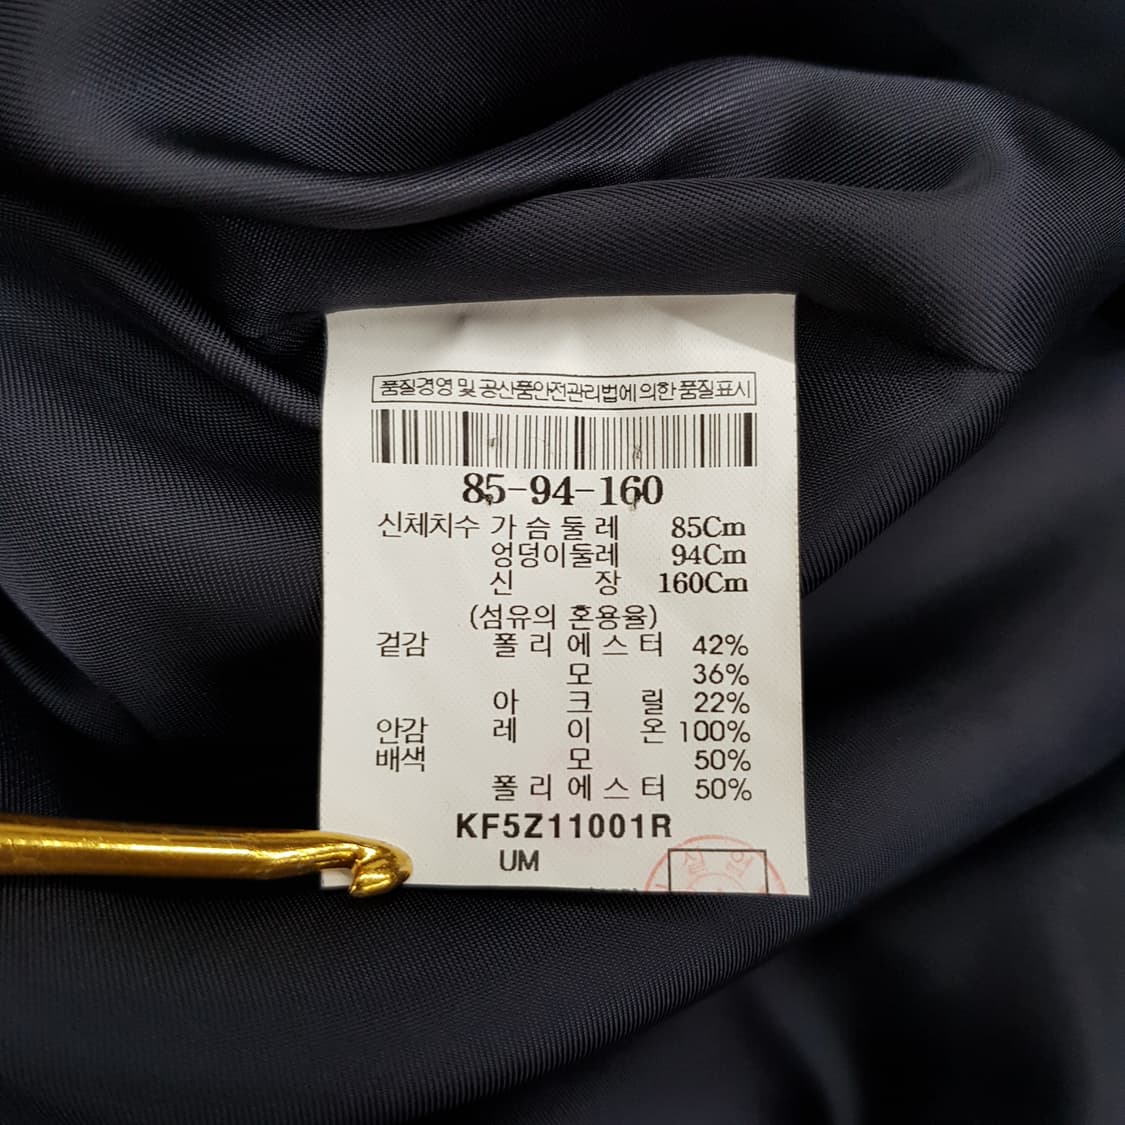 품질경영 및 공산품안전관리법에 의한 품질표시
85-94-160
신체치수 가슴둘레 85Cm
엉덩이둘레 94Cm
신장 160Cm
(섬유의 혼용율)
겉감 폴리에스터 42%
모 36%
아크릴 22%
안감 레이온 100%
배색 모 50%
폴리에스터 50%
KF5Z11001R
UM